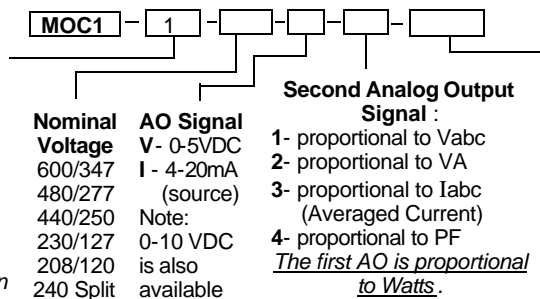 MOC1 - 1 - - - -
Nominal
Voltage
600/347
480/277
440/250
230/127
208/120
240 Split
AO Signal
V - 0-5VDC
I - 4-20mA
(source)
Note:
0-10 VDC
is also
available
Second Analog Output
Signal :
1- proportional to Vabc
2- proportional to VA
3- proportional to Iabc
(Averaged Current)
4- proportional to PF
The first AO is proportional
to Watts.
n